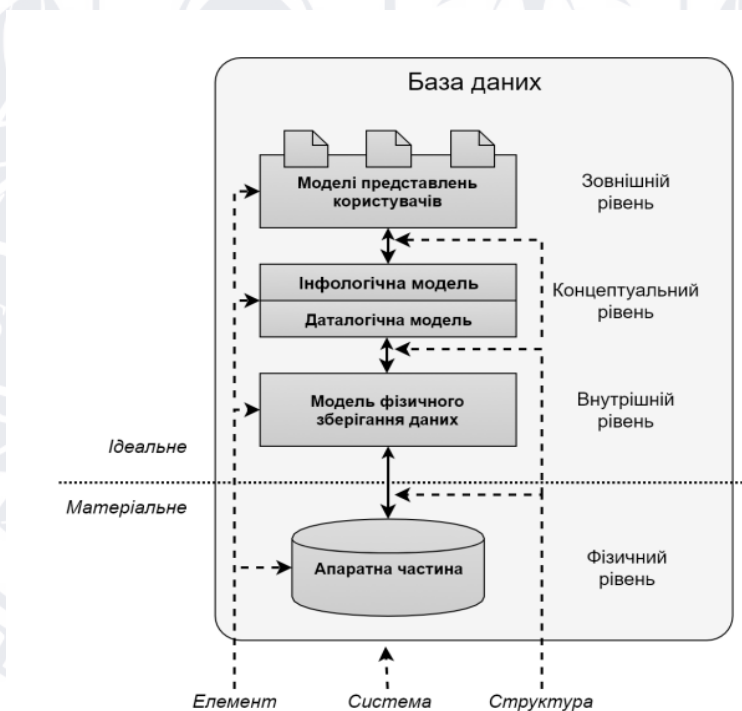 База даних
Моделі представлень
користувачів
Зовнішній
рівень
Інфологічна модель
Даталогічна модель
Концептуальний
рівень
Модель фізичного
зберігання даних
Внутрішній
рівень
Ідеальне
Матеріальне
Апаратна частина
Фізичний
рівень
Елемент
Система
Структура